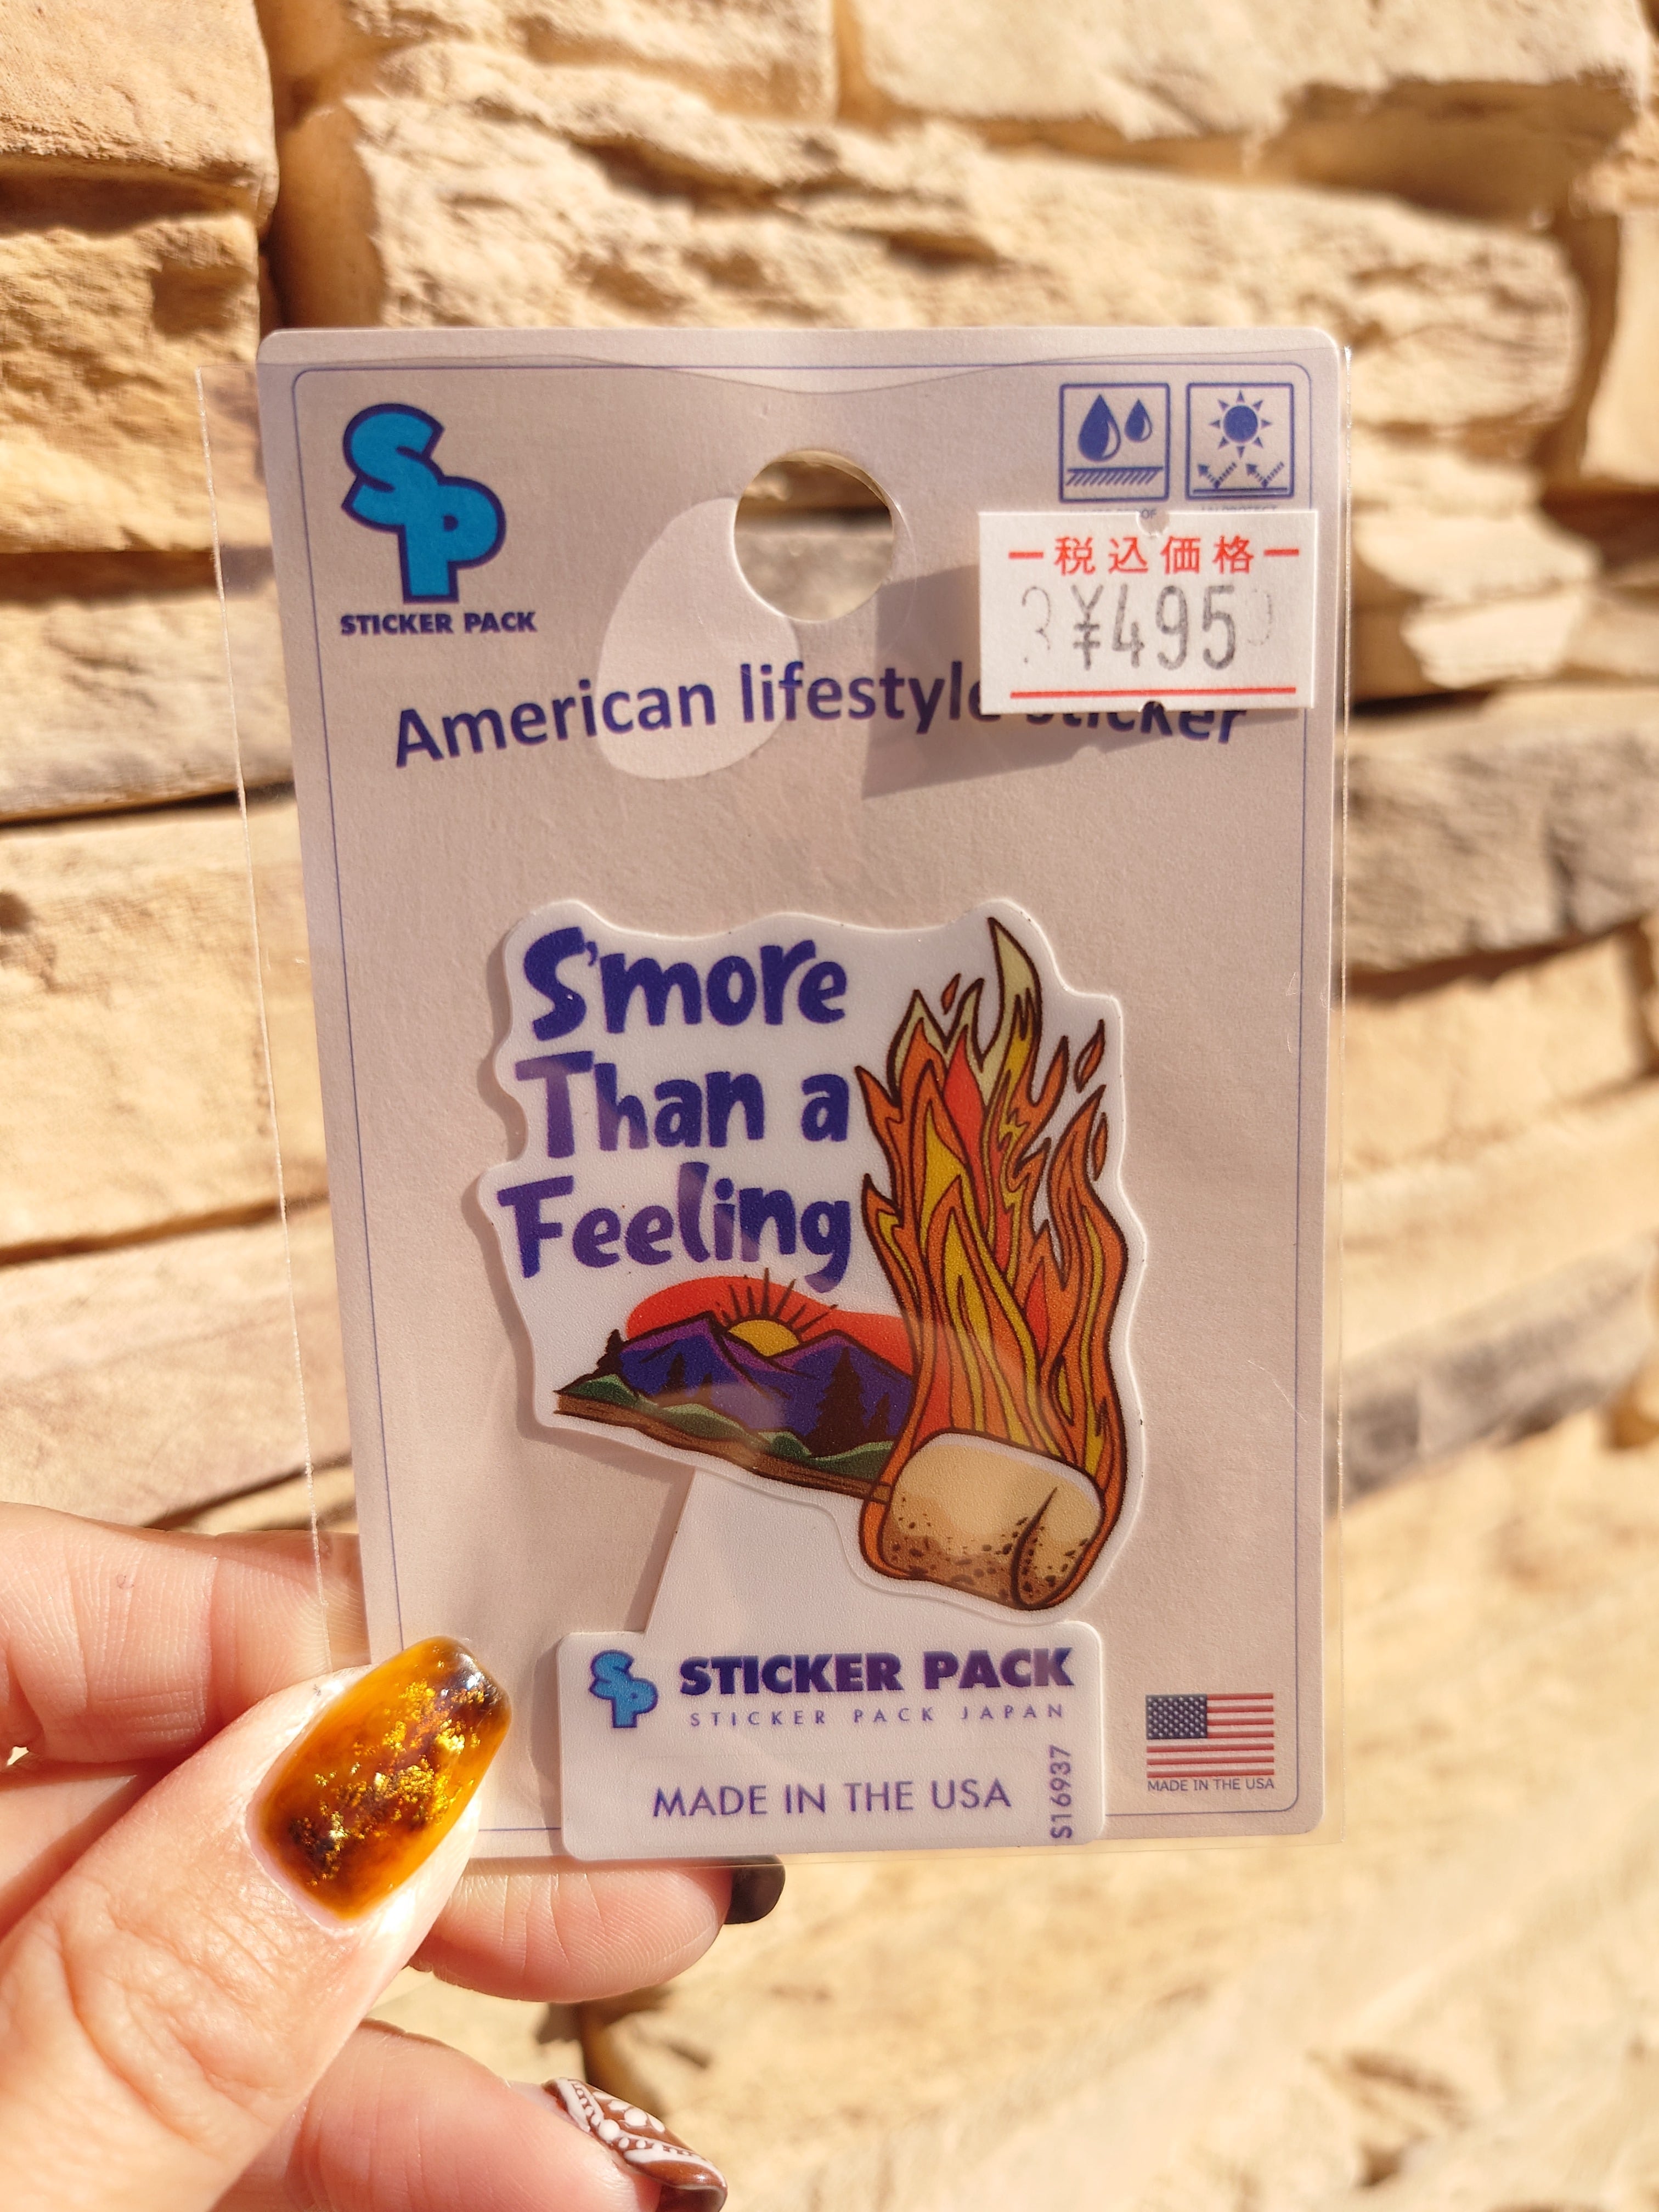 SP
STICKER PACK
税込価格
¥495
American lifestyle sticker
S'more
Than a
Feeling
SP STICKER PACK
STICKER PACK JAPAN
MADE IN THE USA
S16937
MADE IN THE USA